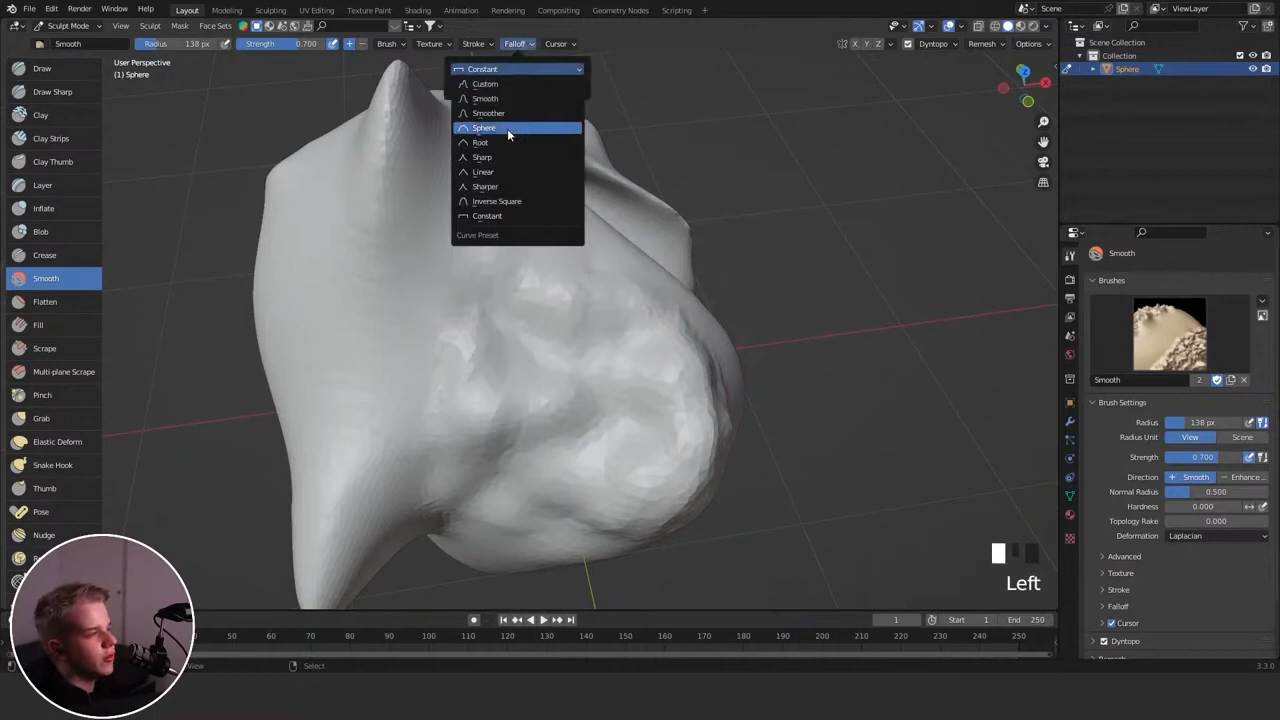 File Edit Render Window Help Layout Modeling Sculpting UV Editing Texture Paint Shading Animation Rendering Compositing Geometry Nodes Scripting + Scene ViewLayer
Sculpt Mode View Sculpt Mask Face Sets
Smooth Radius 138 px Strength 0.700 + Brush Texture Stroke Falloff Cursor X Y Z Dyntopo Remesh Options
User Perspective
(1) Sphere
Draw
Draw Sharp
Clay
Clay Strips
Clay Thumb
Layer
Inflate
Blob
Crease
Smooth
Flatten
Fill
Scrape
Multi-plane Scrape
Pinch
Grab
Elastic Deform
Snake Hook
Thumb
Pose
Nudge
Constant
Custom
Smooth
Smoother
Sphere
Root
Sharp
Linear
Sharper
Inverse Square
Constant
Curve Preset
Z
X
Left
Scene Collection
Collection
Sphere
Smooth
Brushes
Smooth 2
Brush Settings
Radius 138 px
Radius Unit View Scene
Strength 0.700
Direction + Smooth Enhance...
Normal Radius 0.500
Hardness 0.000
Topology Rake 0.000
Deformation Laplacian
Advanced
Texture
Stroke
Falloff
Cursor
Dyntopo
1 Start 1 End 250
30 40 50 60 70 80 90 100 110 120 130 140 150 160 170 180 190 200 210 220 230 240 250
View Select 3.3.0